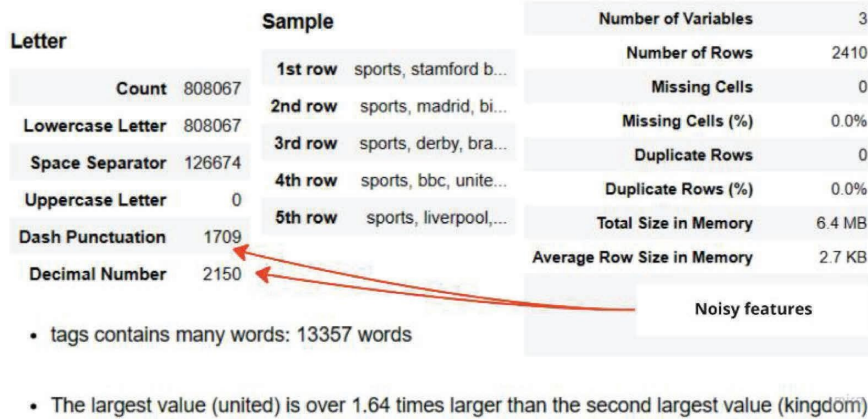 Letter
Count 808067
Lowercase Letter 808067
Space Separator 126674
Uppercase Letter 0
Dash Punctuation 1709
Decimal Number 2150
Sample
1st row sports, stamford b...
2nd row sports, madrid, bi...
3rd row sports, derby, bra...
4th row sports, bbc, unite...
5th row sports, liverpool,...
Number of Variables 3
Number of Rows 2410
Missing Cells 0
Missing Cells (%) 0.0%
Duplicate Rows 0
Duplicate Rows (%) 0.0%
Total Size in Memory 6.4 MB
Average Row Size in Memory 2.7 KB
Noisy features
• tags contains many words: 13357 words
• The largest value (united) is over 1.64 times larger than the second largest value (kingdom)